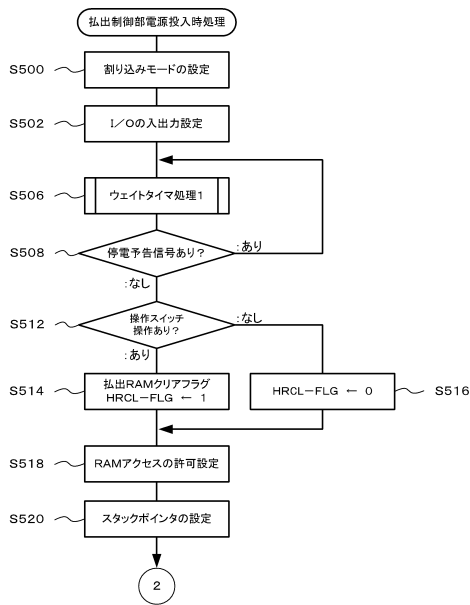 払出制御部電源投入時処理
S500
割り込みモードの設定
S502
I／Oの入出力設定
S506
ウェイトタイマ処理1
S508
停電予告信号あり？
：あり
：なし
S512
操作スイッチ
操作あり？
：なし
：あり
S514
払出RAMクリアフラグ
HRCL－FLG ← 1
HRCL－FLG ← 0
S516
S518
RAMアクセスの許可設定
S520
スタックポインタの設定
2